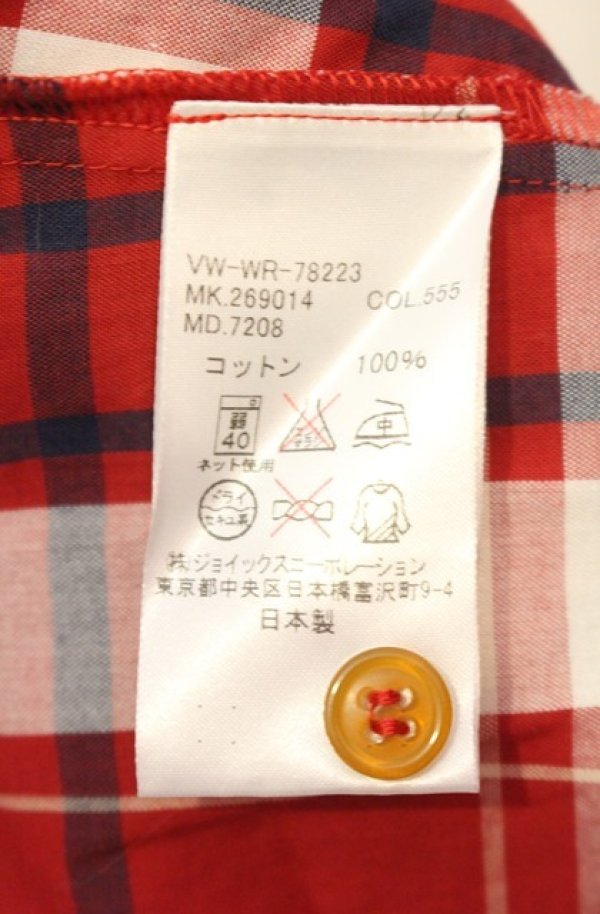 VW-WR-78223
MK.269014 COL.555
MD.7208
コットン 100%
弱
40
中
ネット使用
ドライ
セキユ系
(株)ジョイックスコーポレーション
東京都中央区日本橋富沢町9-4
日本製